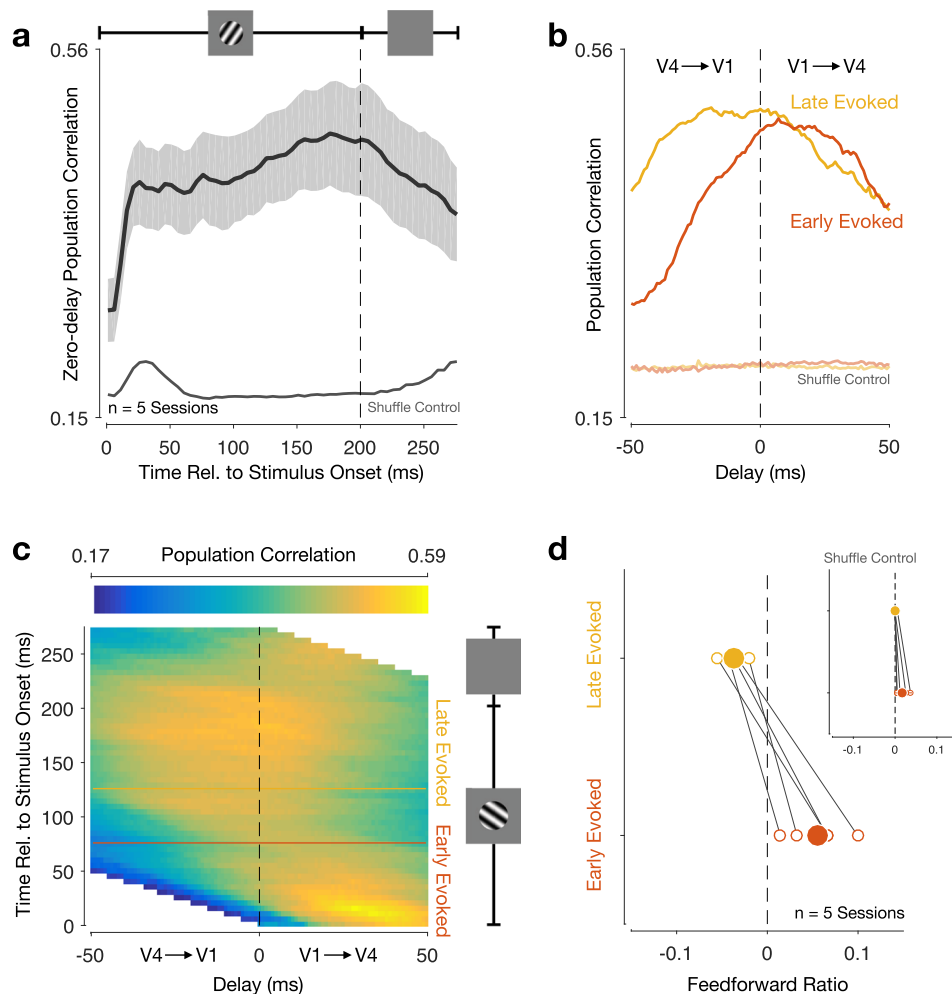 a
0.56
Zero-delay Population Correlation
0.15
n = 5 Sessions
Shuffle Control
0 50 100 150 200 250
Time Rel. to Stimulus Onset (ms)
b
0.56
V4 → V1 V1 → V4
Late Evoked
Early Evoked
Population Correlation
Shuffle Control
0.15
-50 0 50
Delay (ms)
c
0.17 Population Correlation 0.59
Time Rel. to Stimulus Onset (ms)
250
200
150
100
50
0
Late Evoked
Early Evoked
-50 V4 → V1 0 V1 → V4 50
Delay (ms)
d
Shuffle Control
-0.1 0 0.1
Late Evoked
Early Evoked
n = 5 Sessions
-0.1 0 0.1
Feedforward Ratio